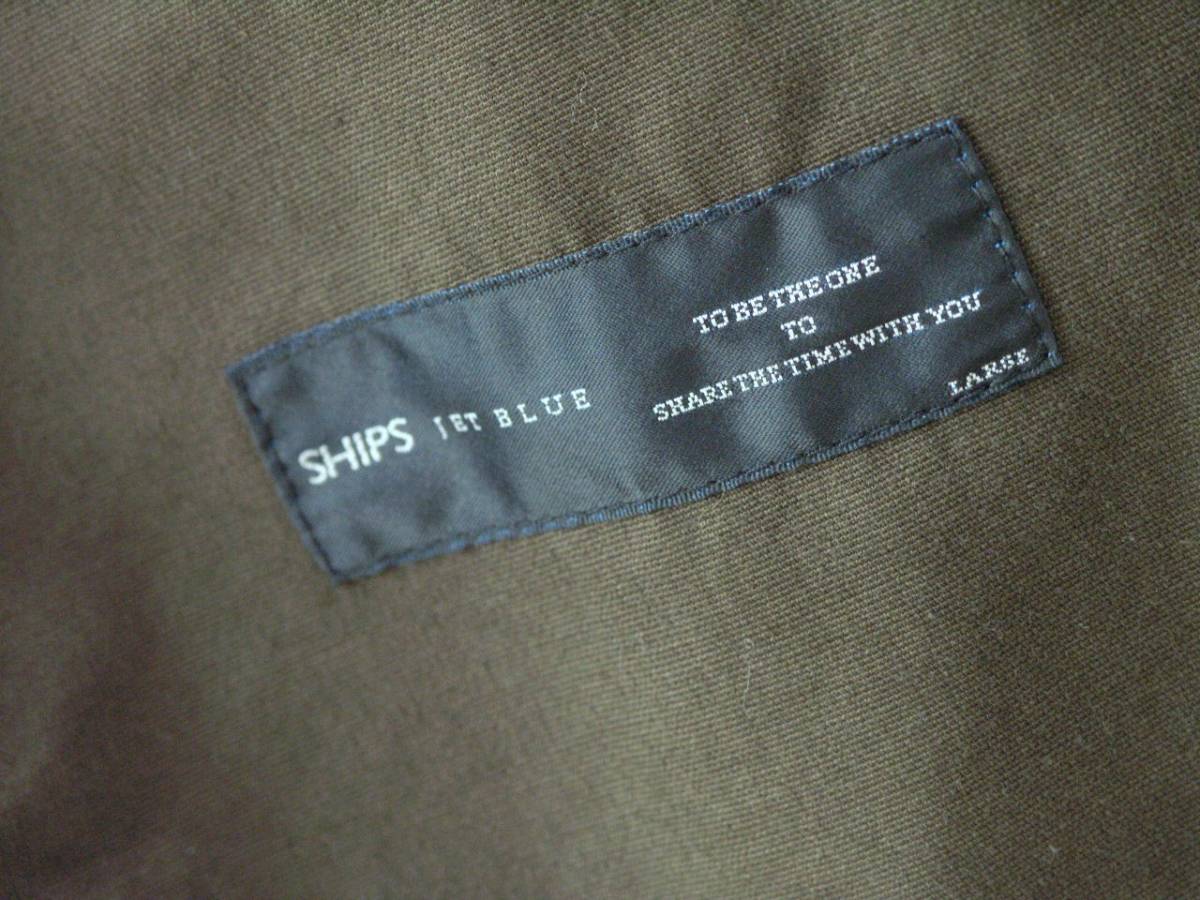 SHIPS JET BLUE
TO BE THE ONE
TO
SHARE THE TIME WITH YOU
LARGE